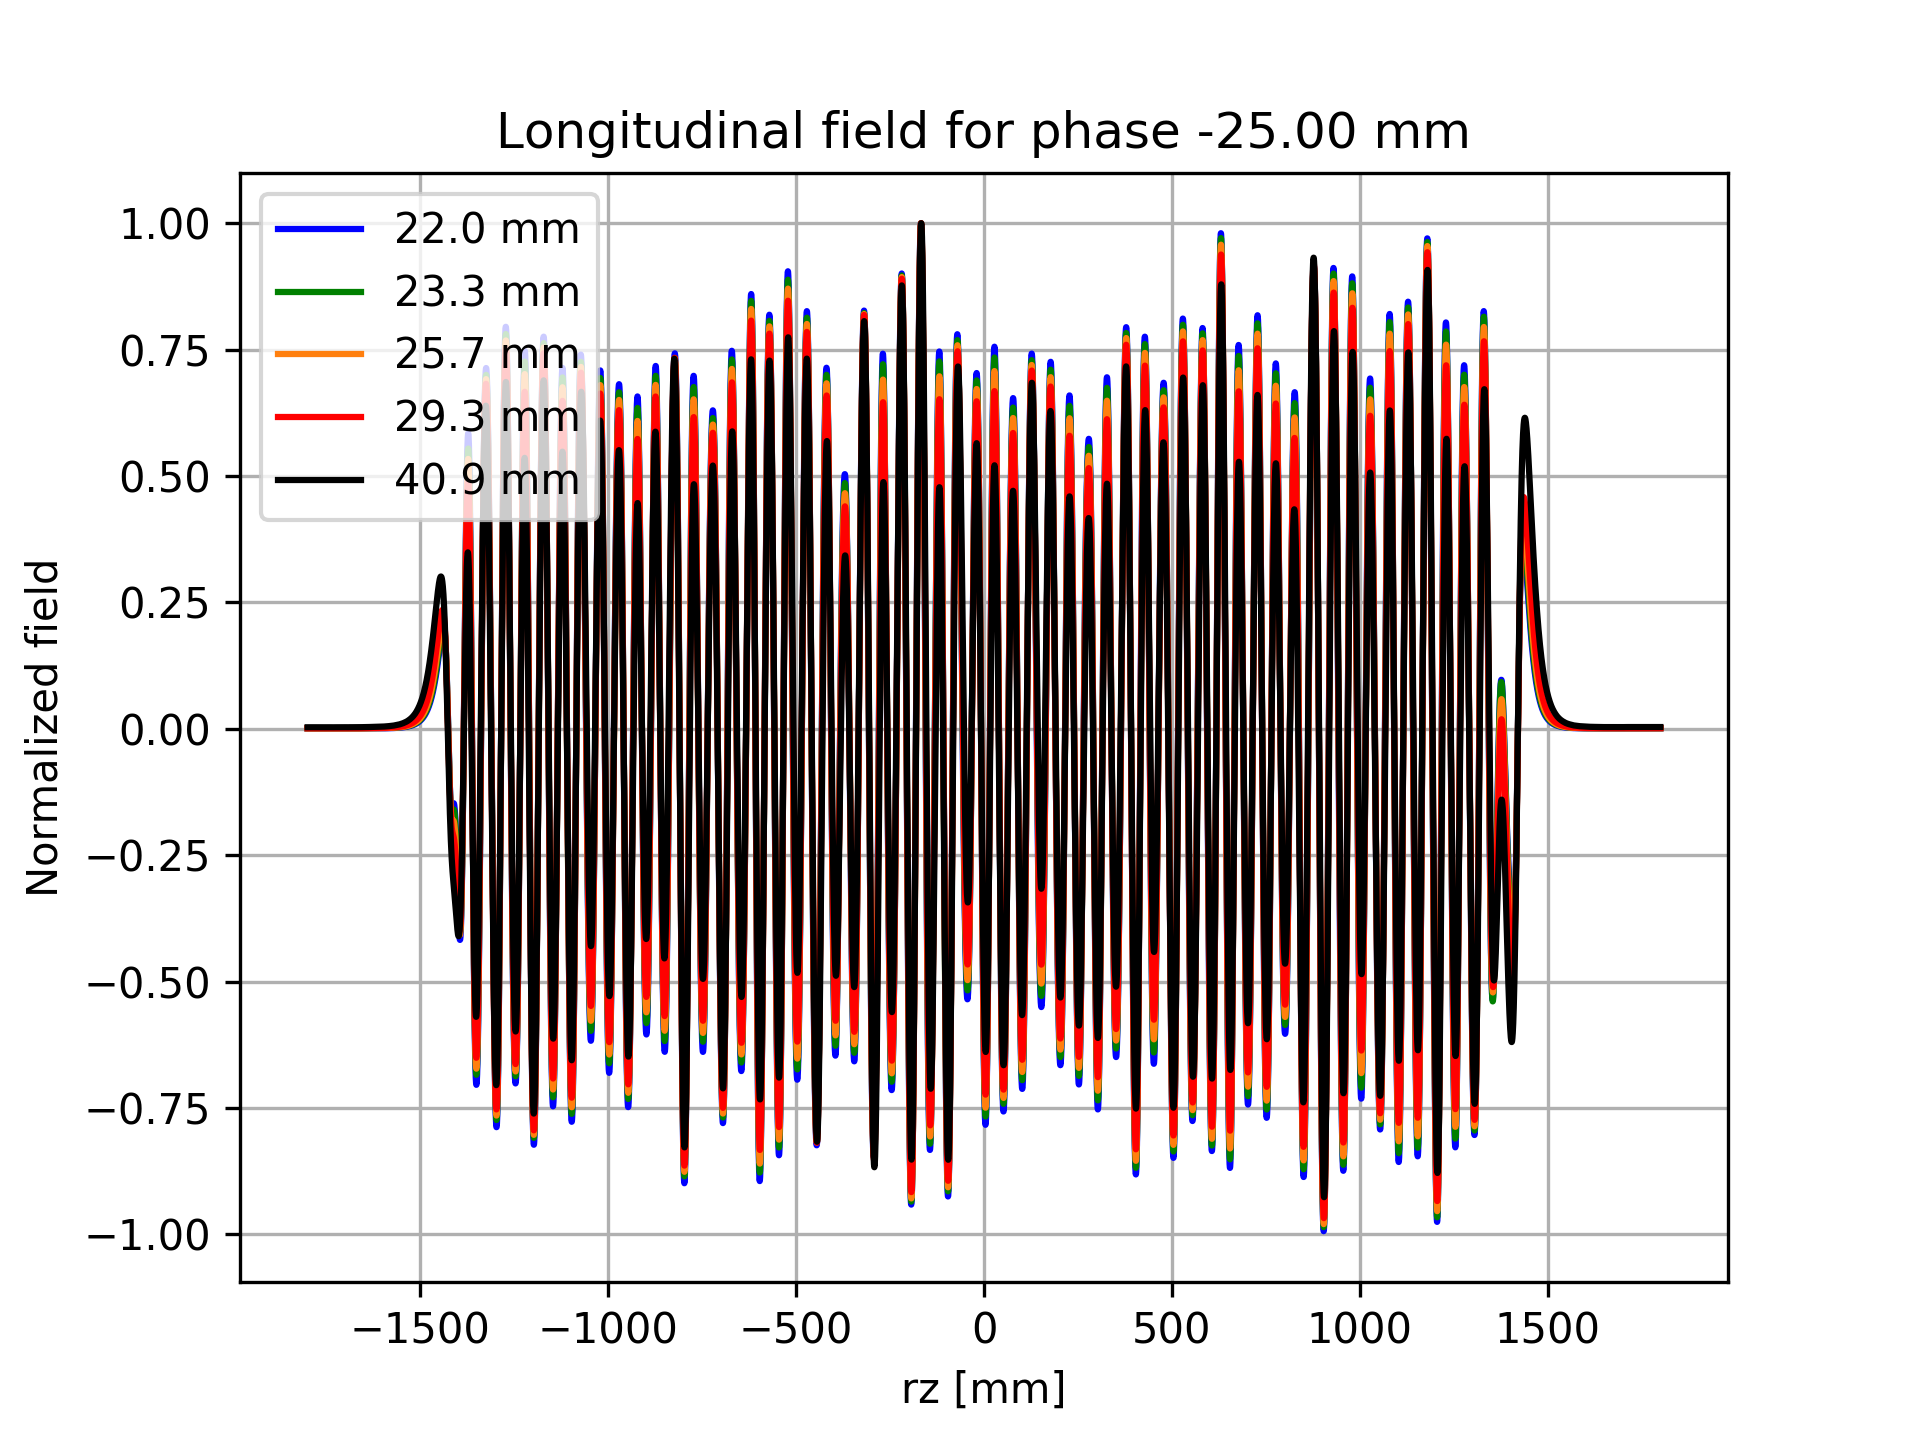 Longitudinal field for phase -25.00 mm
22.0 mm
23.3 mm
25.7 mm
29.3 mm
40.9 mm
1.00
0.75
0.50
0.25
0.00
−0.25
−0.50
−0.75
−1.00
Normalized field
−1500 −1000 −500 0 500 1000 1500
rz [mm]